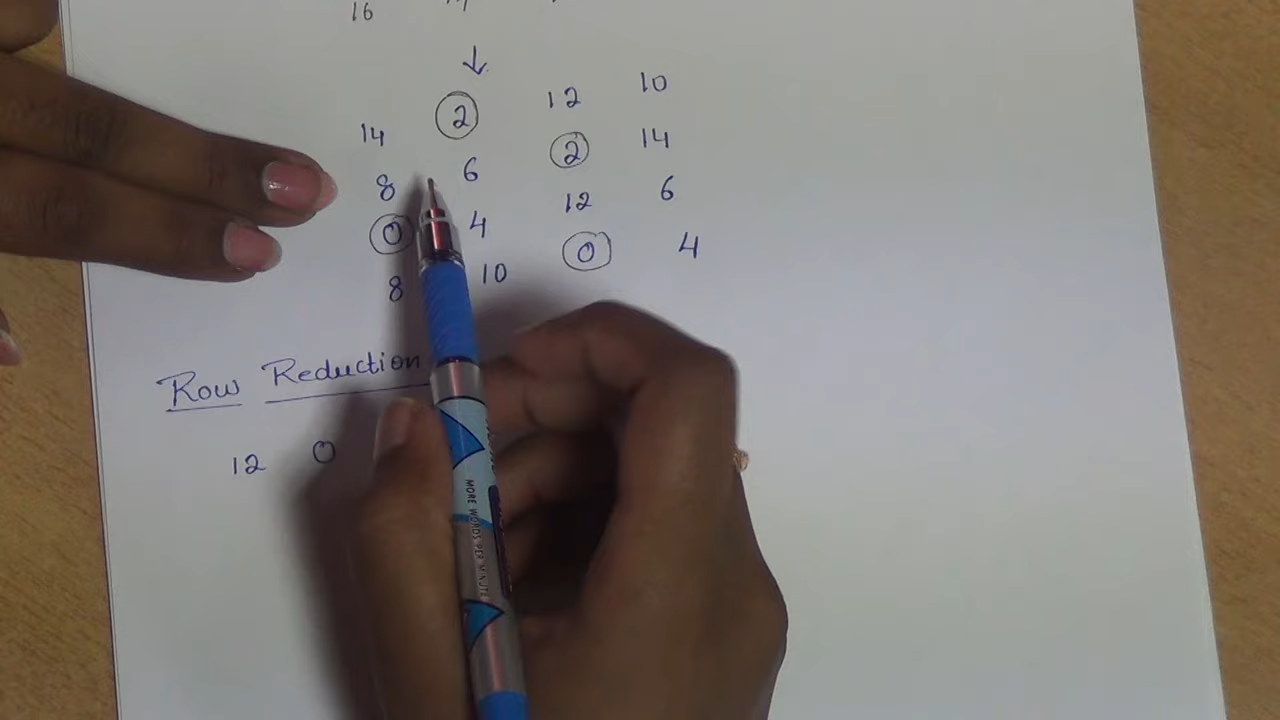 16
↓
14 2 12 10
8 6 2 14
0 4 12 6
8 10 0 4
Row Reduction
12 0
MORE WORDS PER MINUTE